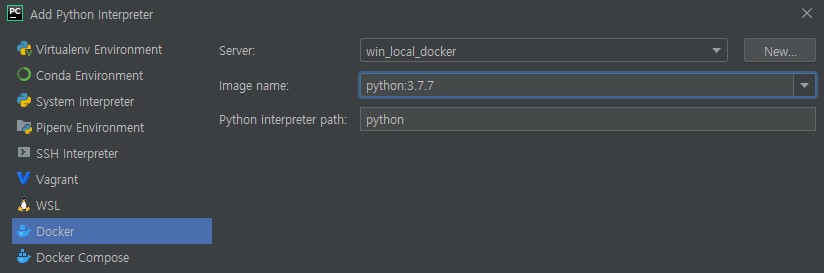 PC Add Python Interpreter
Virtualenv Environment
Conda Environment
System Interpreter
Pipenv Environment
SSH Interpreter
Vagrant
WSL
Docker
Docker Compose
Server: win_local_docker New...
Image name: python:3.7.7
Python interpreter path: python